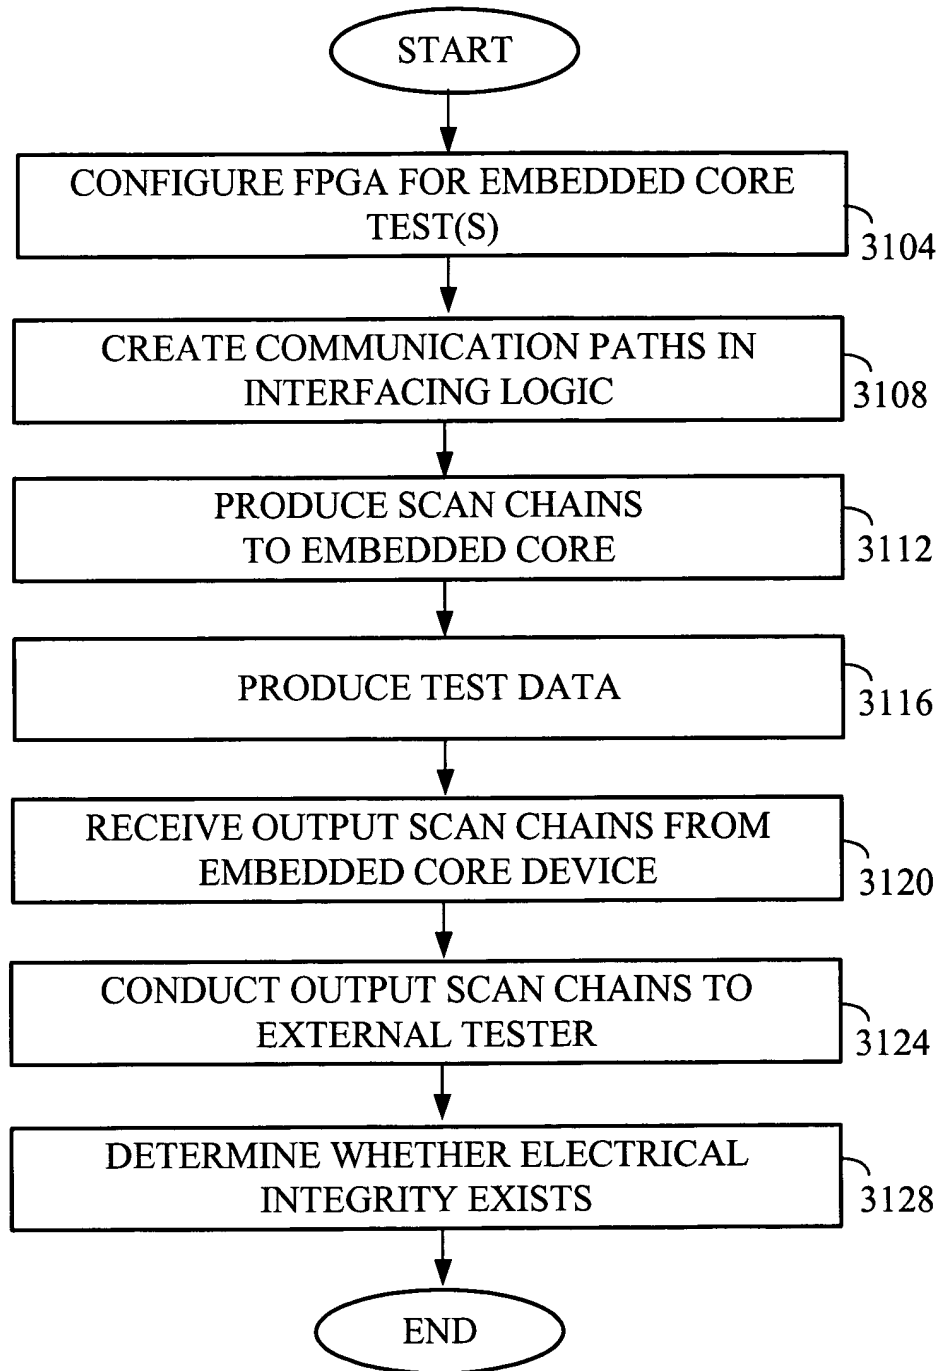 START
CONFIGURE FPGA FOR EMBEDDED CORE
TEST(S)
3104
CREATE COMMUNICATION PATHS IN
INTERFACING LOGIC
3108
PRODUCE SCAN CHAINS
TO EMBEDDED CORE
3112
PRODUCE TEST DATA
3116
RECEIVE OUTPUT SCAN CHAINS FROM
EMBEDDED CORE DEVICE
3120
CONDUCT OUTPUT SCAN CHAINS TO
EXTERNAL TESTER
3124
DETERMINE WHETHER ELECTRICAL
INTEGRITY EXISTS
3128
END